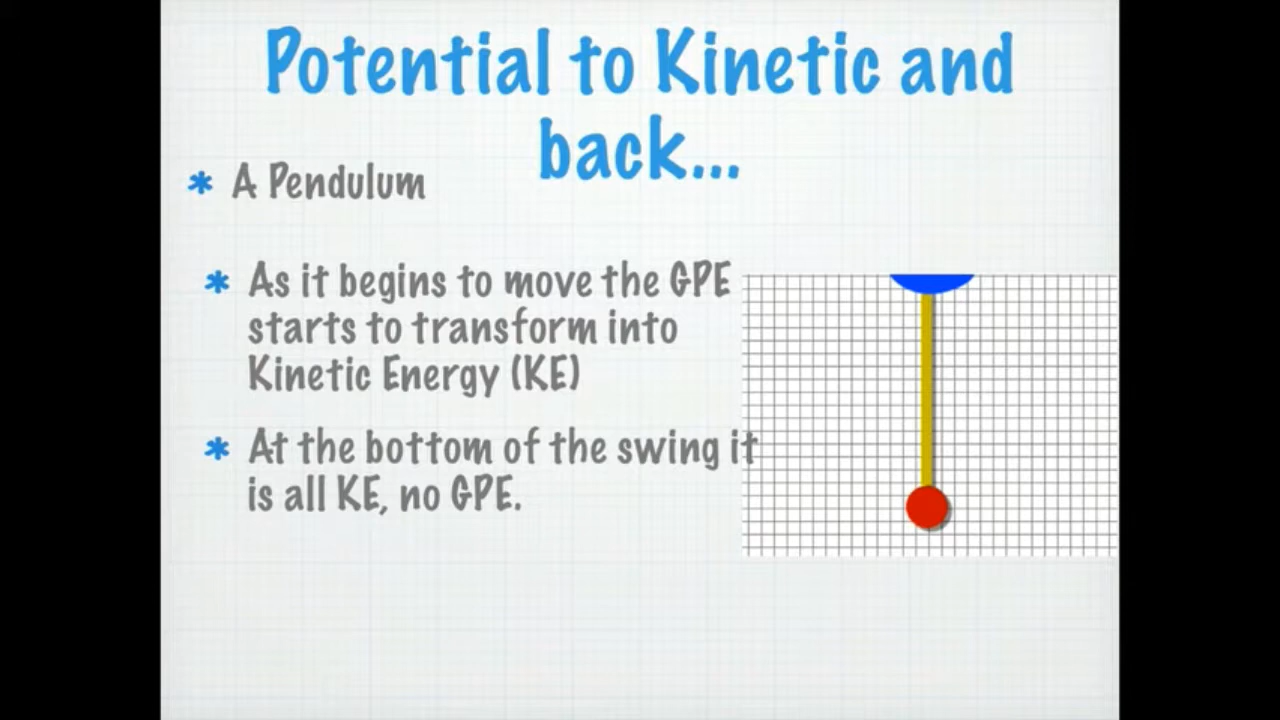 Potential to Kinetic and
back...
* A Pendulum
* As it begins to move the GPE
starts to transform into
Kinetic Energy (KE)
* At the bottom of the swing it
is all KE, no GPE.